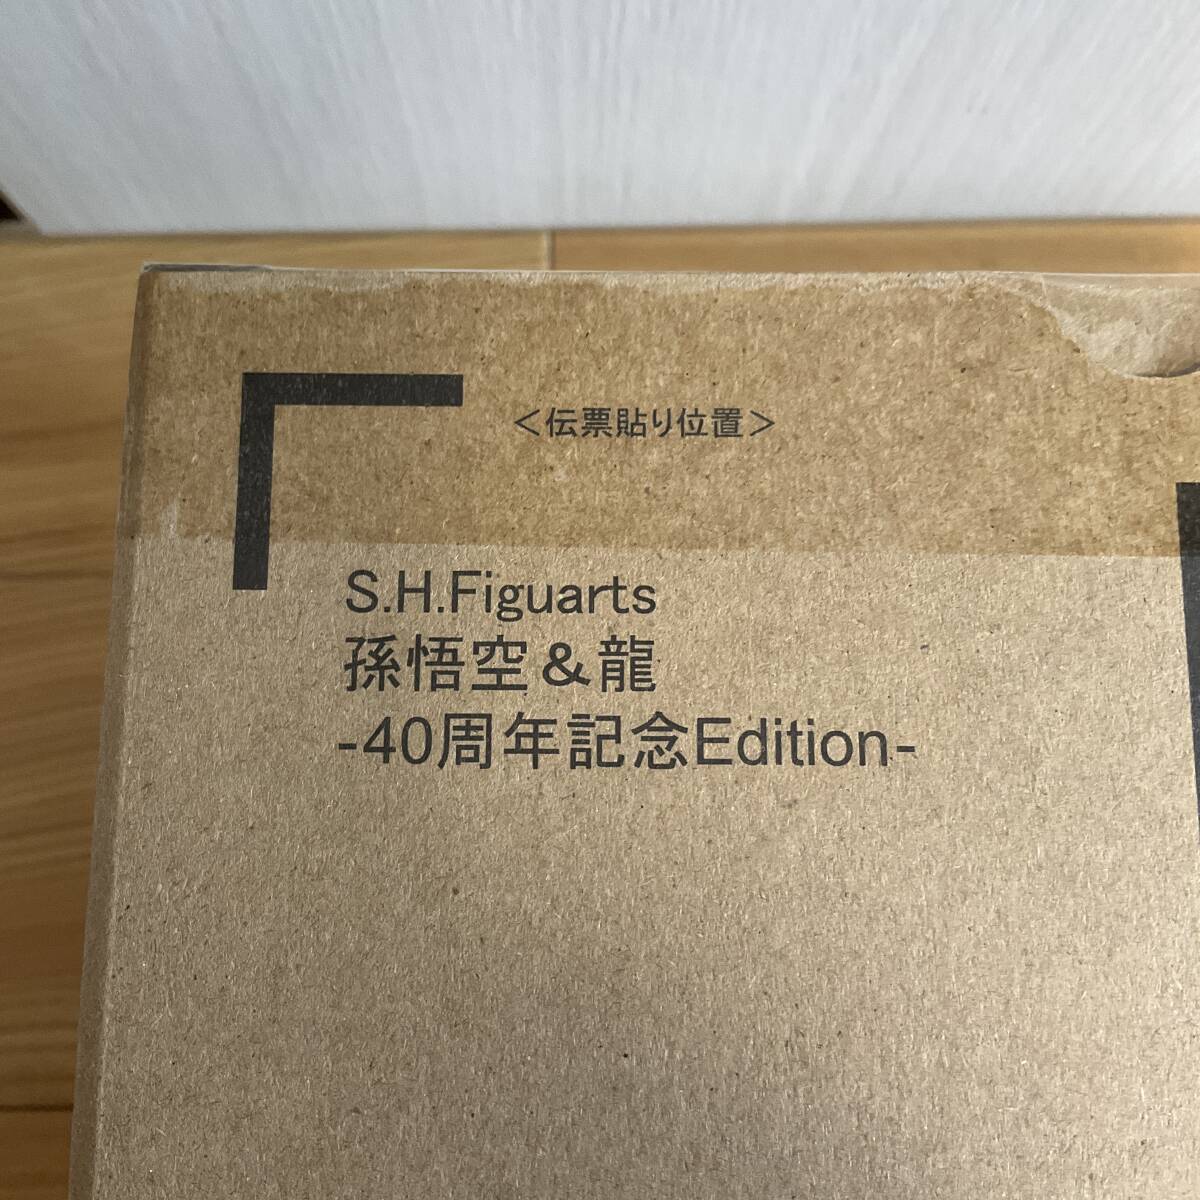 ＜伝票貼り位置＞
S.H.Figuarts
孫悟空＆龍
-40周年記念Edition-